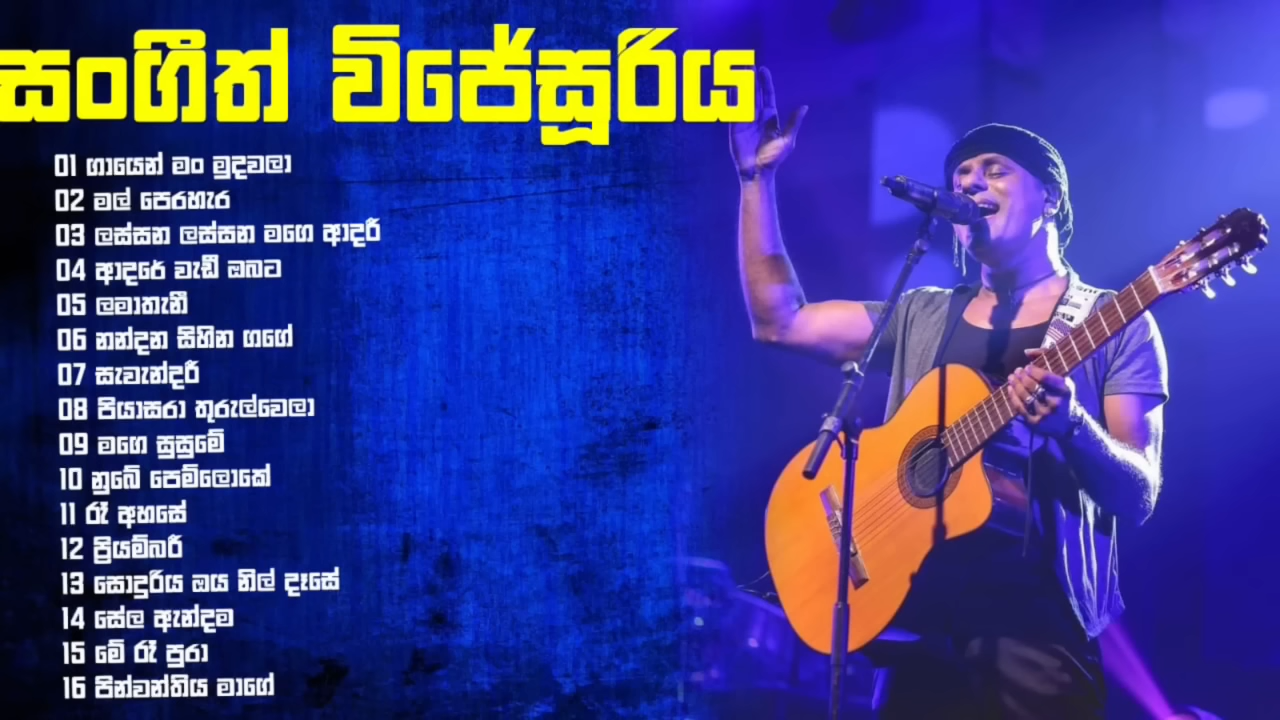 සංගීත් විජේසූරිය
01 ගායෙන් මං මුදවලා
02 මල් පෙරහැර
03 ලස්සන ලස්සන මගෙ ආදරී
04 ආදරේ වැඩී ඔබට
05 ලමාතැනී
06 නන්දන සිහින ගගේ
07 සැවැන්දරී
08 පියාසරා තුරුල්වෙලා
09 මගෙ සුසුමේ
10 නුබේ පෙම්ලොකේ
11 රෑ අහසේ
12 ප්‍රියම්බරී
13 සොදුරිය ඔය නිල් දෑසේ
14 සේල ඇන්දම
15 මේ රෑ පුරා
16 පින්වන්තිය මාගේ